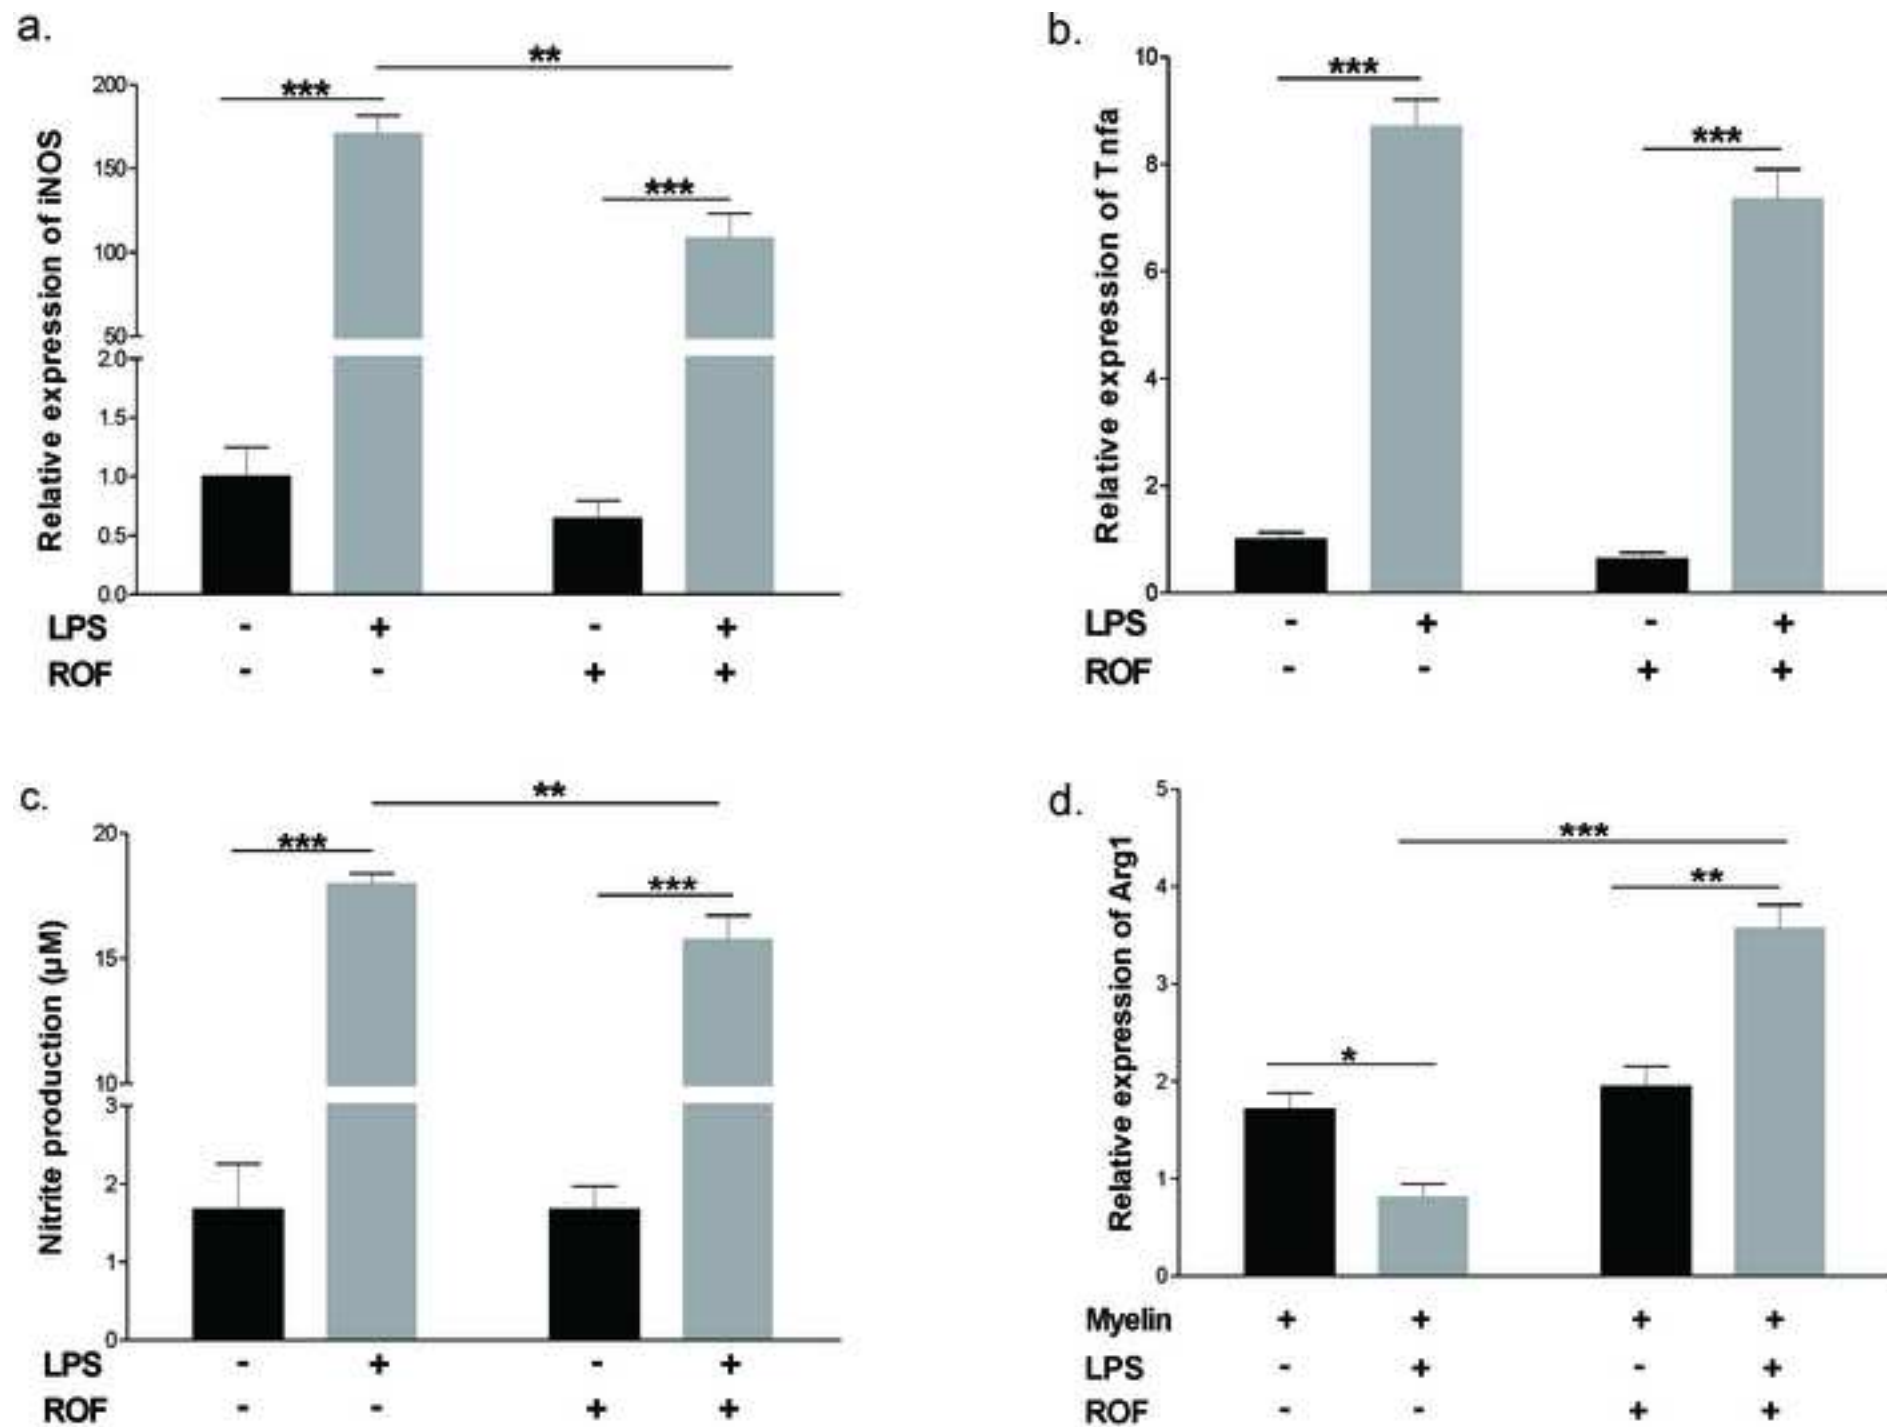 a.
Relative expression of iNOS
200
150
100
50
2.0
1.5
1.0
0.5
0.0
***
**
***
LPS - + - +
ROF - - + +
b.
Relative expression of Tnfa
10
8
6
4
2
0
***
***
LPS - + - +
ROF - - + +
c.
Nitrite production (µM)
20
15
10
3
2
1
0
***
**
***
LPS - + - +
ROF - - + +
d.
Relative expression of Arg1
5
4
3
2
1
0
*
***
**
Myelin + + + +
LPS - + - +
ROF - - + +